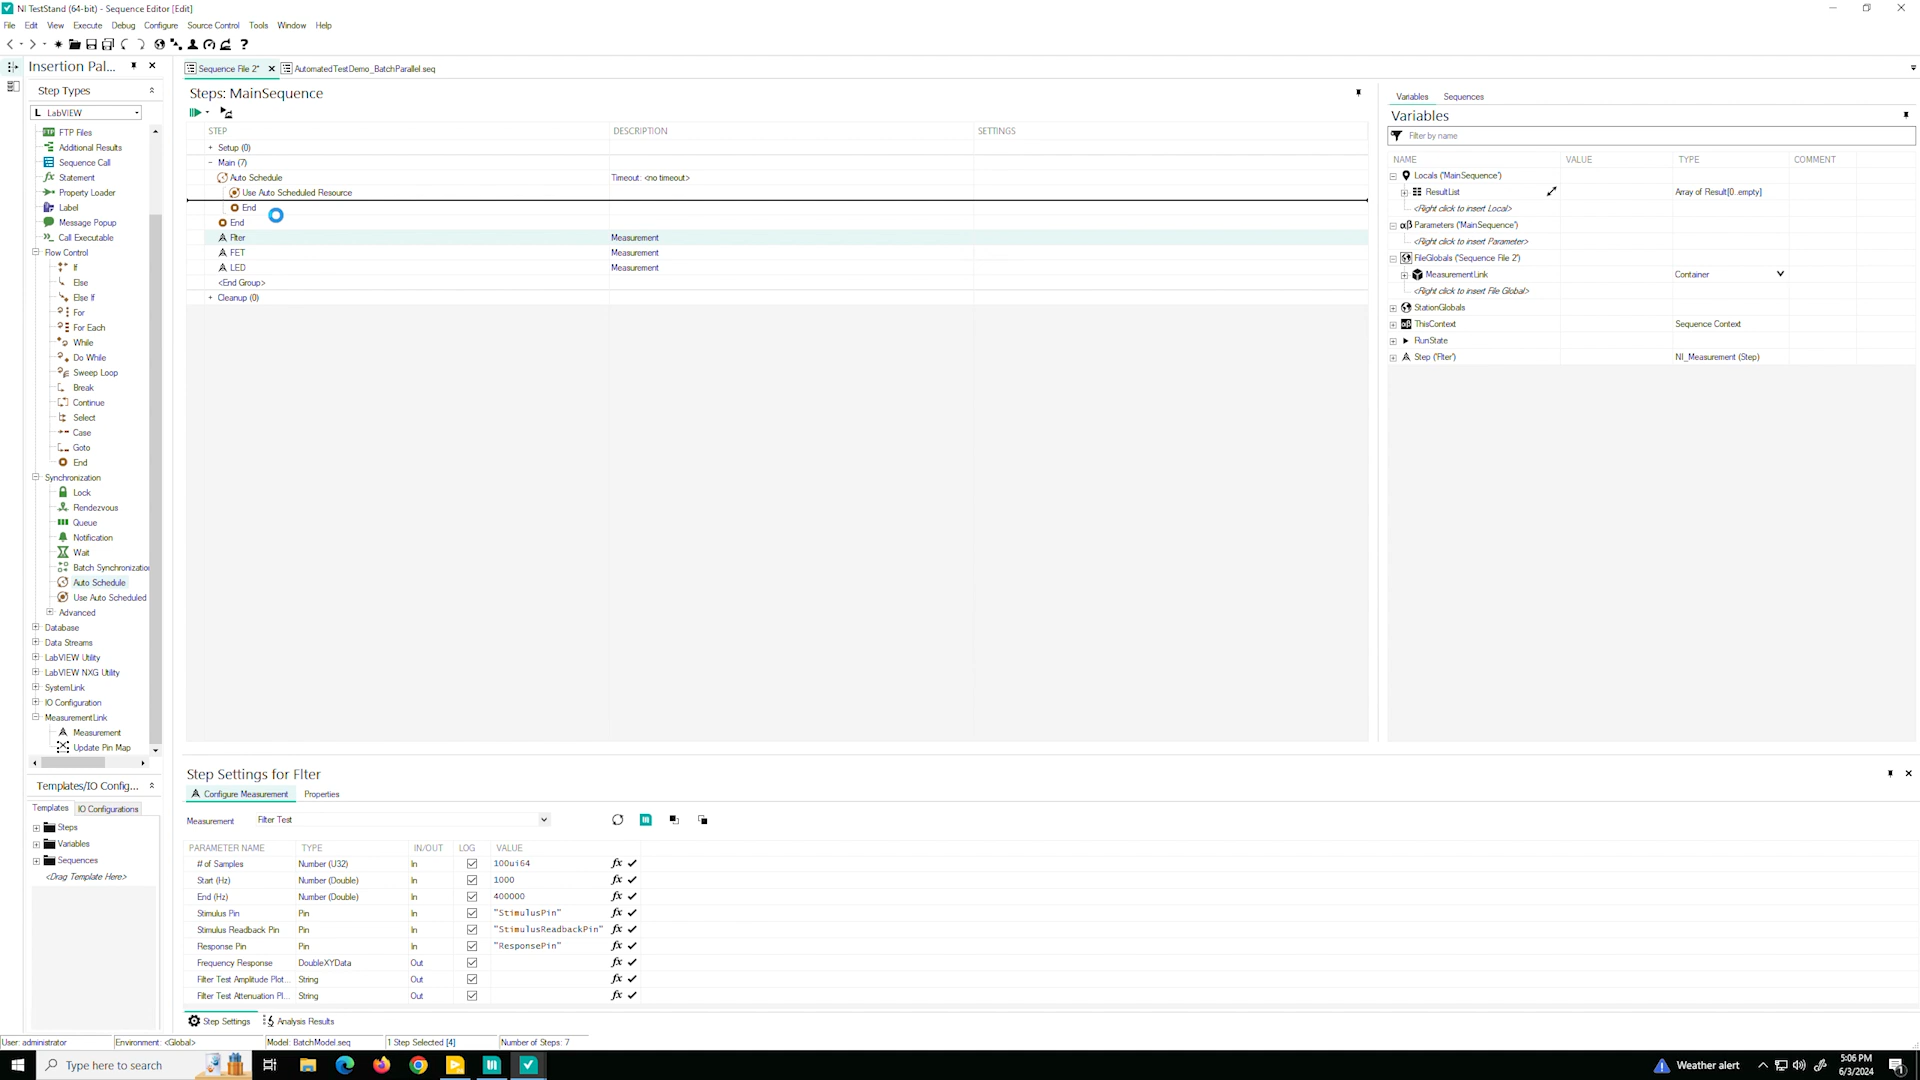 NI TestStand (64-bit) - Sequence Editor [Edit]
File Edit View Execute Debug Configure Source Control Tools Window Help
Insertion Pal...
Step Types
LabVIEW
FTP Files
Additional Results
Sequence Call
Statement
Property Loader
Label
Message Popup
Call Executable
Flow Control
If
Else
Else If
For
For Each
While
Do While
Sweep Loop
Break
Continue
Select
Case
Goto
End
Synchronization
Lock
Rendezvous
Queue
Notification
Wait
Batch Synchronization
Auto Schedule
Use Auto Scheduled
Advanced
Database
Data Streams
LabVIEW Utility
LabVIEW NXG Utility
SystemLink
IO Configuration
MeasurementLink
Measurement
Update Pin Map
Templates/IO Config...
Templates IO Configurations
Steps
Variables
Sequences
<Drag Template Here>
Sequence File 2* AutomatedTestDemo_BatchParallel.seq
Steps: MainSequence
STEP DESCRIPTION SETTINGS
Setup (0)
Main (7)
Auto Schedule Timeout: <no timeout>
Use Auto Scheduled Resource
End
End
Flter Measurement
FET Measurement
LED Measurement
<End Group>
Cleanup (0)
Variables Sequences
Variables
Filter by name
NAME VALUE TYPE COMMENT
Locals ('MainSequence')
ResultList Array of Result[0..empty]
<Right click to insert Local>
Parameters ('MainSequence')
<Right click to insert Parameter>
FileGlobals ('Sequence File 2')
MeasurementLink Container
<Right click to insert File Global>
StationGlobals
ThisContext Sequence Context
RunState
Step ('Flter') NI_Measurement (Step)
Step Settings for Flter
Configure Measurement Properties
Measurement Filter Test
PARAMETER NAME TYPE IN/OUT LOG VALUE
# of Samples Number (U32) In 100ui64 fx
Start (Hz) Number (Double) In 1000 fx
End (Hz) Number (Double) In 400000 fx
Stimulus Pin Pin In "StimulusPin" fx
Stimulus Readback Pin Pin In "StimulusReadbackPin" fx
Response Pin Pin In "ResponsePin" fx
Frequency Response DoubleXYData Out fx
Filter Test Amplitude Plot... String Out fx
Filter Test Attenuation Pl... String Out fx
Step Settings Analysis Results
User: administrator Environment: <Global> Model: BatchModel.seq 1 Step Selected [4] Number of Steps: 7
Type here to search
Weather alert
5:06 PM
6/3/2024